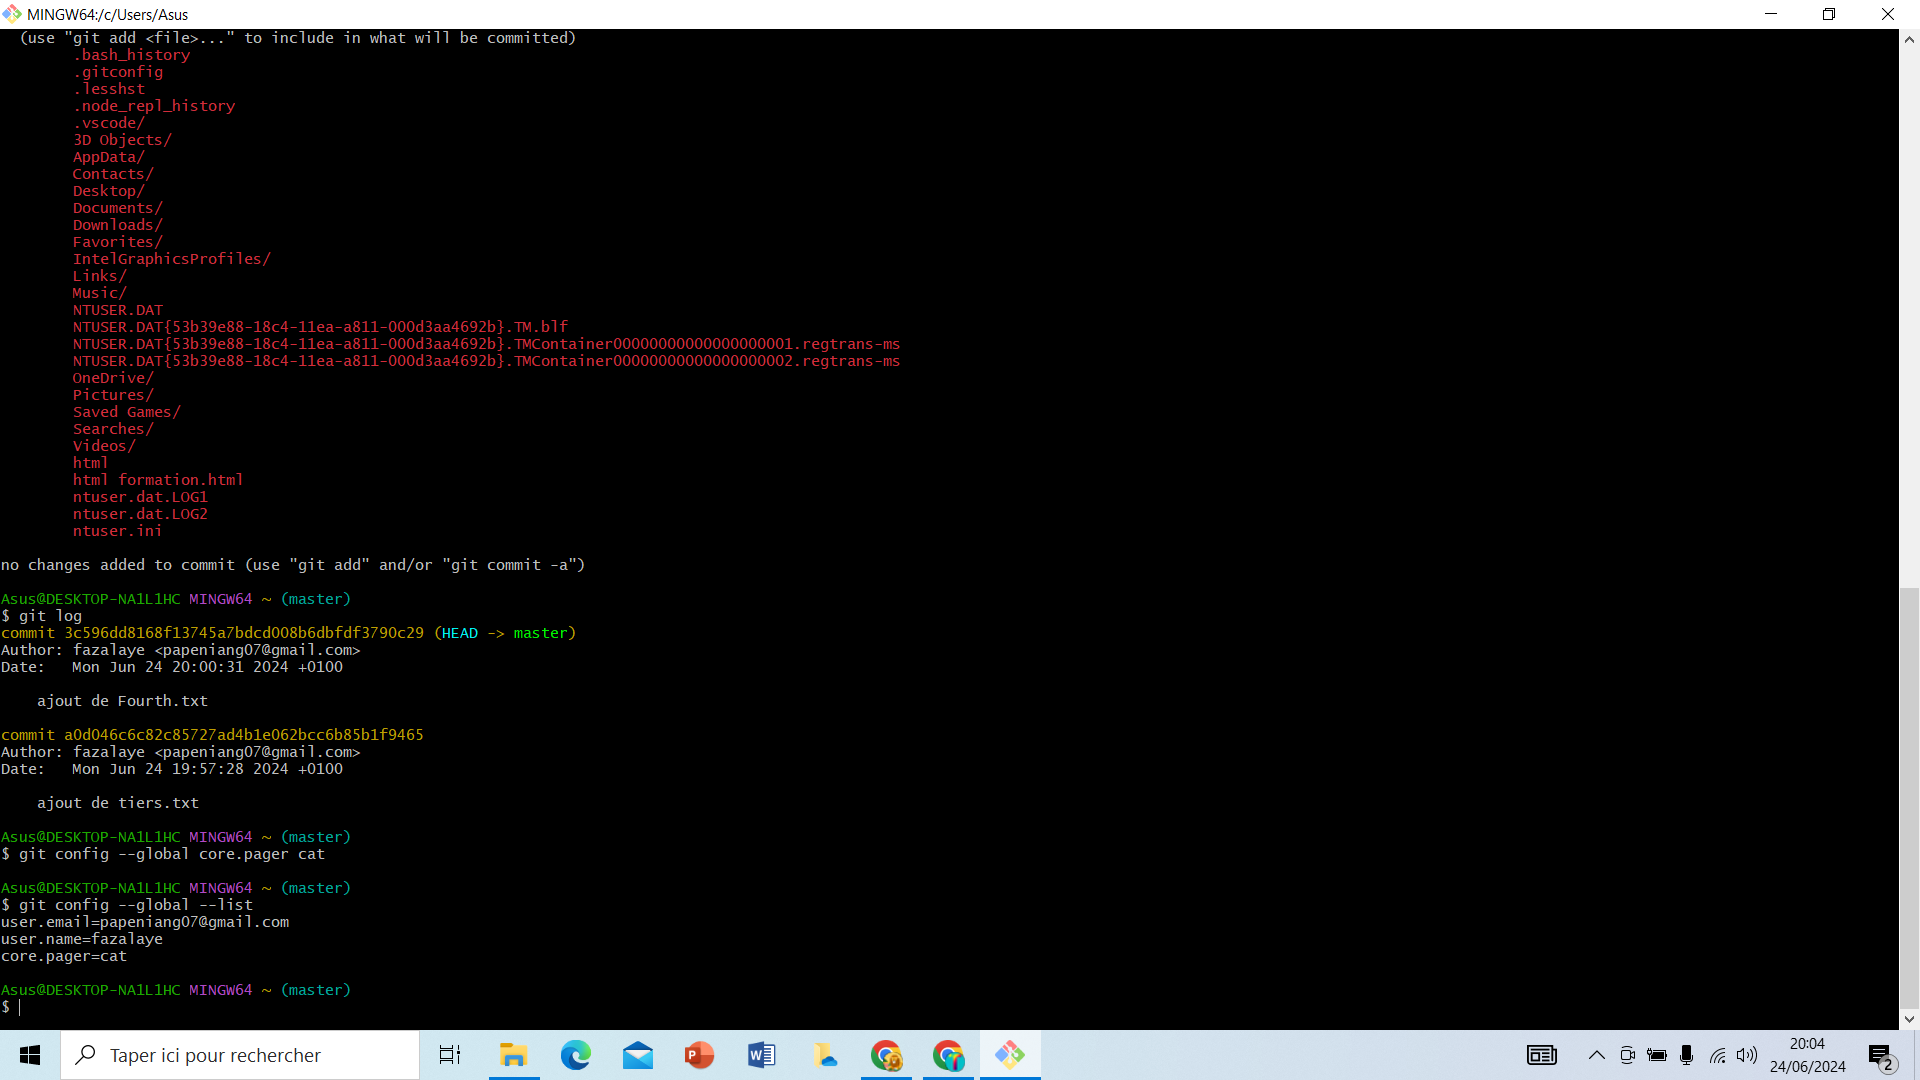 MINGW64:/c/Users/Asus
(use "git add <file>..." to include in what will be committed)
.bash_history
.gitconfig
.lesshst
.node_repl_history
.vscode/
3D Objects/
AppData/
Contacts/
Desktop/
Documents/
Downloads/
Favorites/
IntelGraphicsProfiles/
Links/
Music/
NTUSER.DAT
NTUSER.DAT{53b39e88-18c4-11ea-a811-000d3aa4692b}.TM.blf
NTUSER.DAT{53b39e88-18c4-11ea-a811-000d3aa4692b}.TMContainer00000000000000000001.regtrans-ms
NTUSER.DAT{53b39e88-18c4-11ea-a811-000d3aa4692b}.TMContainer00000000000000000002.regtrans-ms
OneDrive/
Pictures/
Saved Games/
Searches/
Videos/
html
html formation.html
ntuser.dat.LOG1
ntuser.dat.LOG2
ntuser.ini
no changes added to commit (use "git add" and/or "git commit -a")
Asus@DESKTOP-NA1L1HC MINGW64 ~ (master)
$ git log
commit 3c596dd8168f13745a7bdcd008b6dbfdf3790c29 (HEAD -> master)
Author: fazalaye <papeniang07@gmail.com>
Date:   Mon Jun 24 20:00:31 2024 +0100
ajout de Fourth.txt
commit a0d046c6c82c85727ad4b1e062bcc6b85b1f9465
Author: fazalaye <papeniang07@gmail.com>
Date:   Mon Jun 24 19:57:28 2024 +0100
ajout de tiers.txt
Asus@DESKTOP-NA1L1HC MINGW64 ~ (master)
$ git config --global core.pager cat
Asus@DESKTOP-NA1L1HC MINGW64 ~ (master)
$ git config --global --list
user.email=papeniang07@gmail.com
user.name=fazalaye
core.pager=cat
Asus@DESKTOP-NA1L1HC MINGW64 ~ (master)
$
Taper ici pour rechercher
20:04
24/06/2024
2